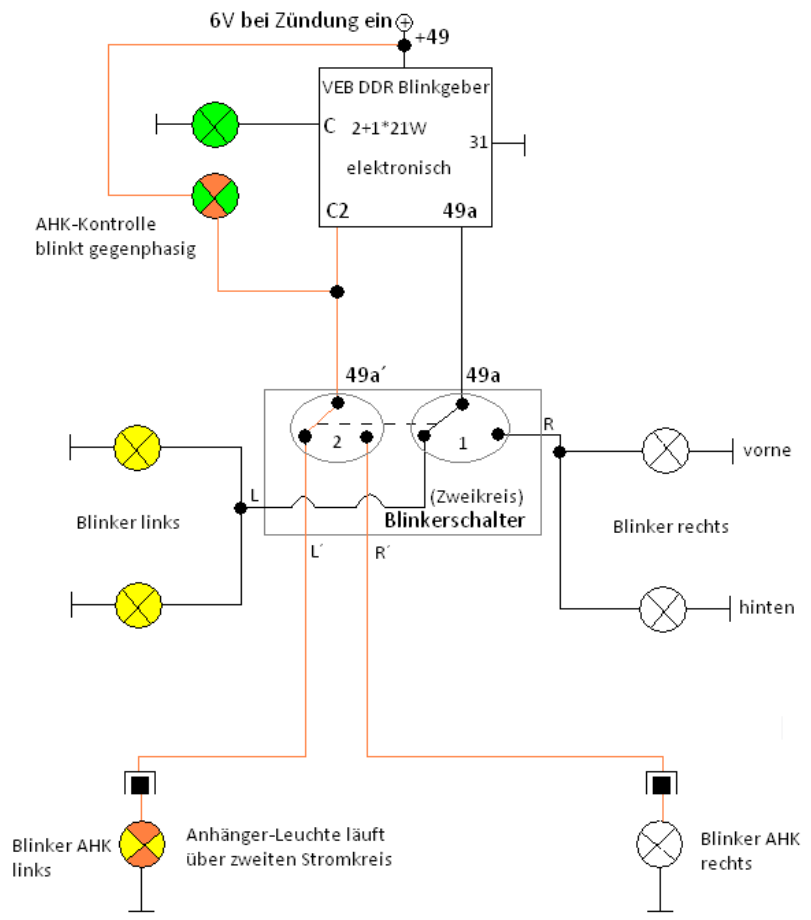 6V bei Zündung ein
+49
VEB DDR Blinkgeber
C
2+1*21W
31
elektronisch
C2
49a
AHK-Kontrolle
blinkt gegenphasig
49a´
49a
2
1
R
vorne
L
(Zweikreis)
Blinkerschalter
Blinker links
Blinker rechts
L´
R´
hinten
Blinker AHK
links
Anhänger-Leuchte läuft
über zweiten Stromkreis
Blinker AHK
rechts